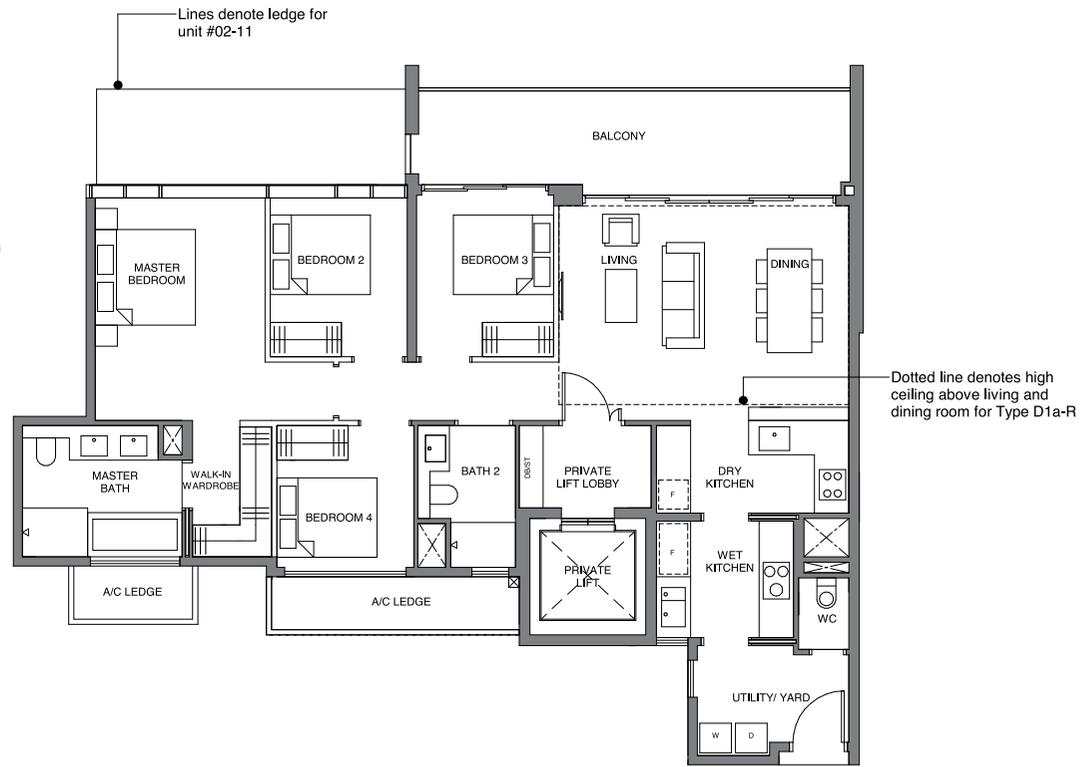 Lines denote ledge for
unit #02-11
BALCONY
MASTER
BEDROOM
BEDROOM 2
BEDROOM 3
LIVING
DINING
Dotted line denotes high
ceiling above living and
dining room for Type D1a-R
MASTER
BATH
WALK-IN
WARDROBE
BEDROOM 4
BATH 2
DB/ST
PRIVATE
LIFT LOBBY
DRY
KITCHEN
F
F
WET
KITCHEN
PRIVATE
LIFT
A/C LEDGE
A/C LEDGE
WC
UTILITY/ YARD
W
D